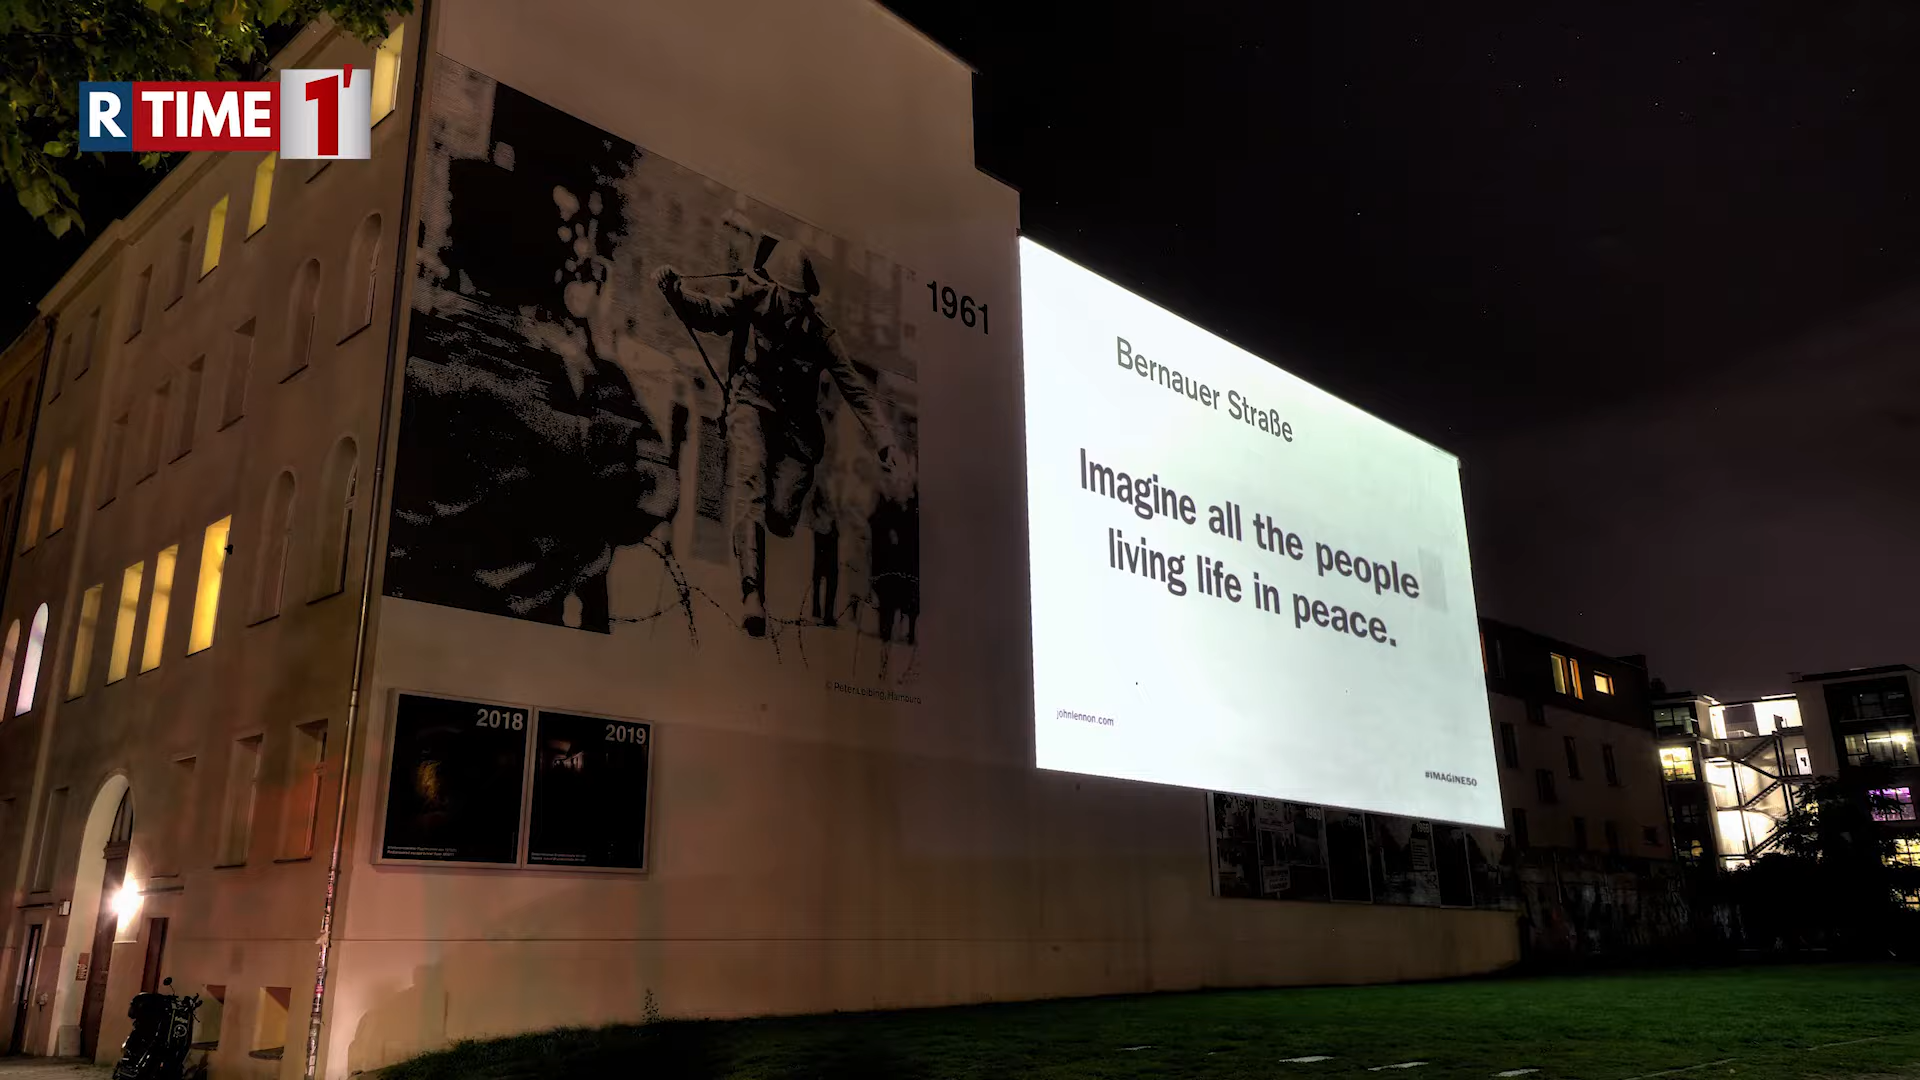 R TIME 1'
1961
Bernauer Straße
Imagine all the people
living life in peace.
johnlennon.com
#IMAGINE50
© Peter Leibing, Hamburg
2018
2019